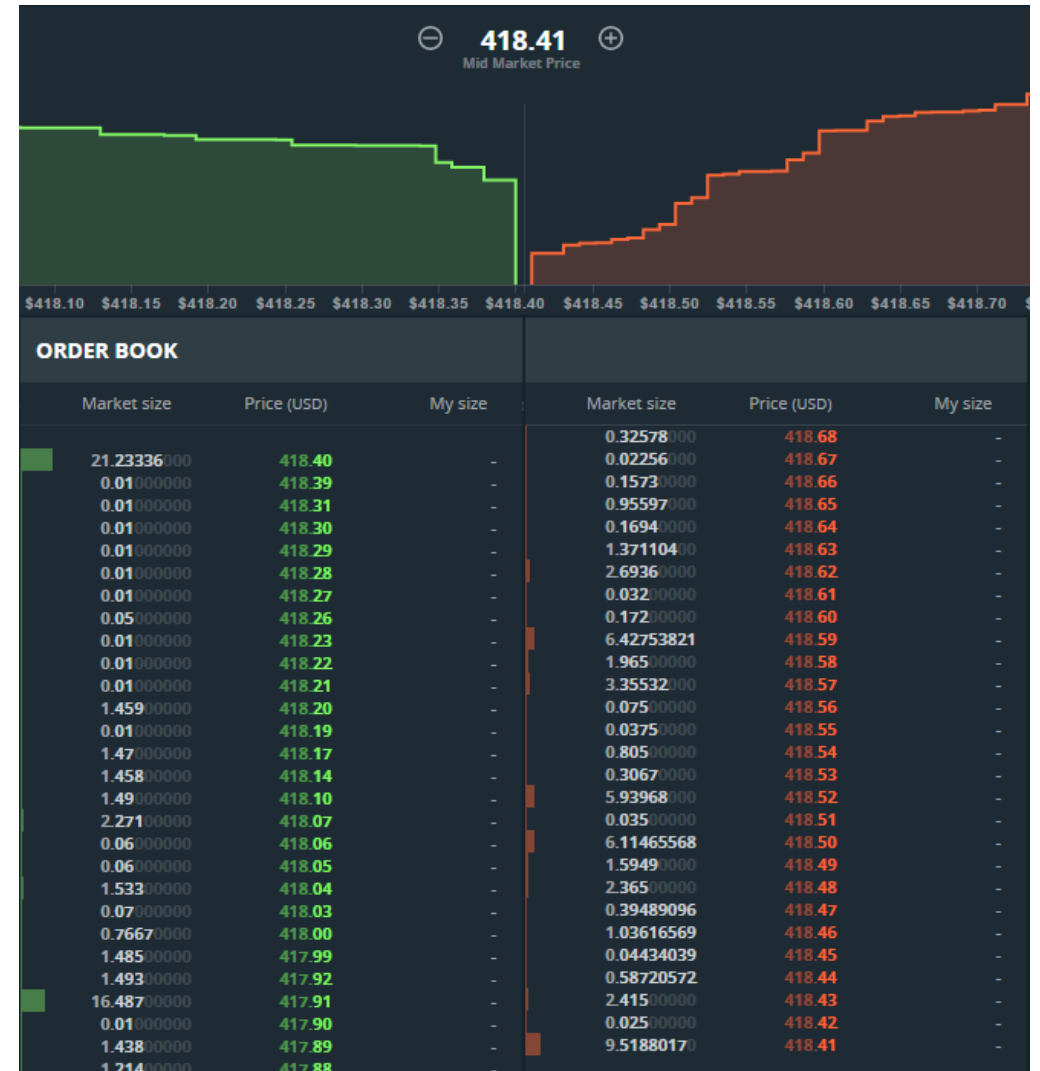 418.41
Mid Market Price
$418.10 $418.15 $418.20 $418.25 $418.30 $418.35 $418.40 $418.45 $418.50 $418.55 $418.60 $418.65 $418.70
ORDER BOOK
Market size Price (USD) My size Market size Price (USD) My size
0.32578000 418.68 -
21.23336000 418.40 - 0.02256000 418.67 -
0.01000000 418.39 - 0.15730000 418.66 -
0.01000000 418.31 - 0.95597000 418.65 -
0.01000000 418.30 - 0.16940000 418.64 -
0.01000000 418.29 - 1.37110400 418.63 -
0.01000000 418.28 - 2.69360000 418.62 -
0.01000000 418.27 - 0.03200000 418.61 -
0.05000000 418.26 - 0.17200000 418.60 -
0.01000000 418.23 - 6.42753821 418.59 -
0.01000000 418.22 - 1.96500000 418.58 -
0.01000000 418.21 - 3.35532000 418.57 -
1.45900000 418.20 - 0.07500000 418.56 -
0.01000000 418.19 - 0.03750000 418.55 -
1.47000000 418.17 - 0.80500000 418.54 -
1.45800000 418.14 - 0.30670000 418.53 -
1.49000000 418.10 - 5.93968000 418.52 -
2.27100000 418.07 - 0.03500000 418.51 -
0.06000000 418.06 - 6.11465568 418.50 -
0.06000000 418.05 - 1.59490000 418.49 -
1.53300000 418.04 - 2.36500000 418.48 -
0.07000000 418.03 - 0.39489096 418.47 -
0.76670000 418.00 - 1.03616569 418.46 -
1.48500000 417.99 - 0.04434039 418.45 -
1.49300000 417.92 - 0.58720572 418.44 -
16.48700000 417.91 - 2.41500000 418.43 -
0.01000000 417.90 - 0.02500000 418.42 -
1.43800000 417.89 - 9.51880170 418.41 -
1.21400000 417.88